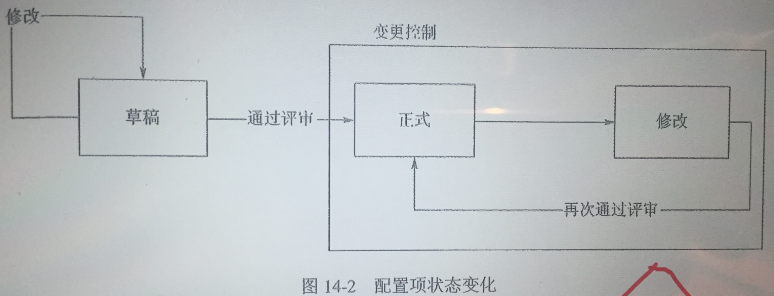 修改
变更控制
草稿
通过评审
正式
修改
再次通过评审
图 14-2 配置项状态变化